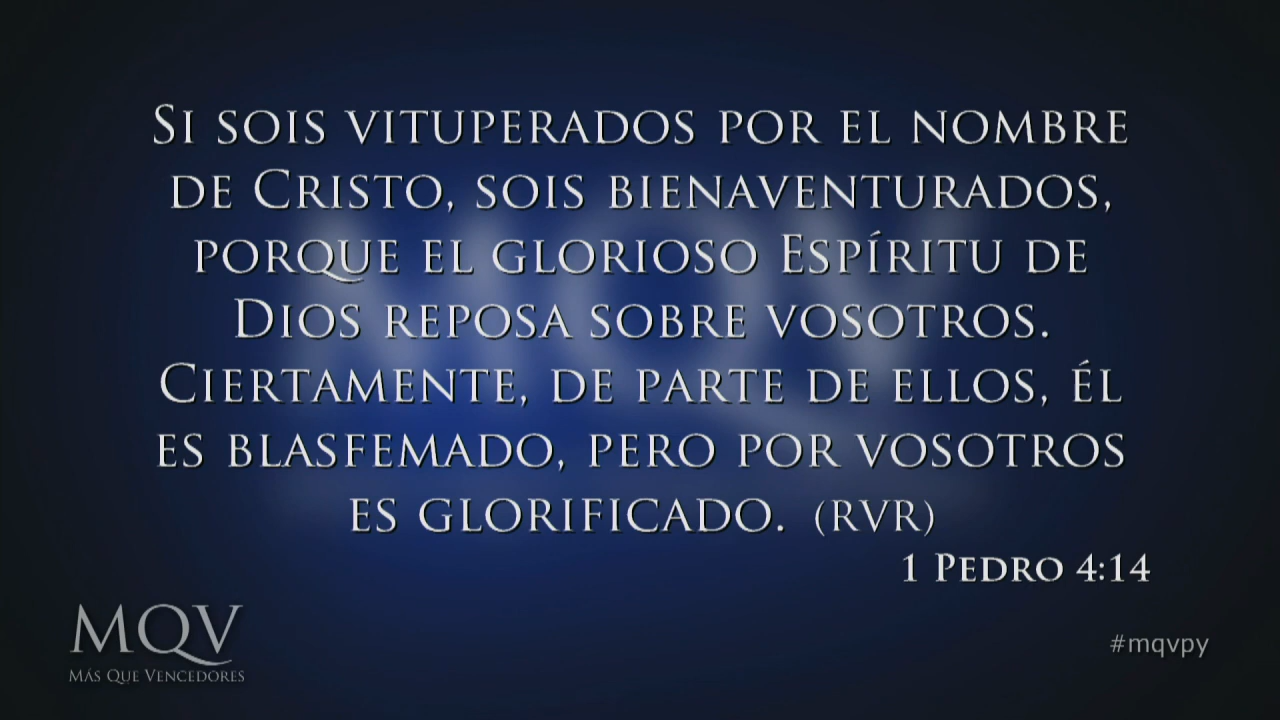 Si sois vituperados por el nombre
de Cristo, sois bienaventurados,
porque el glorioso Espíritu de
Dios reposa sobre vosotros.
Ciertamente, de parte de ellos, él
es blasfemado, pero por vosotros
es glorificado. (RVR)
1 Pedro 4:14
MQV
Más Que Vencedores
#mqvpy
MQV